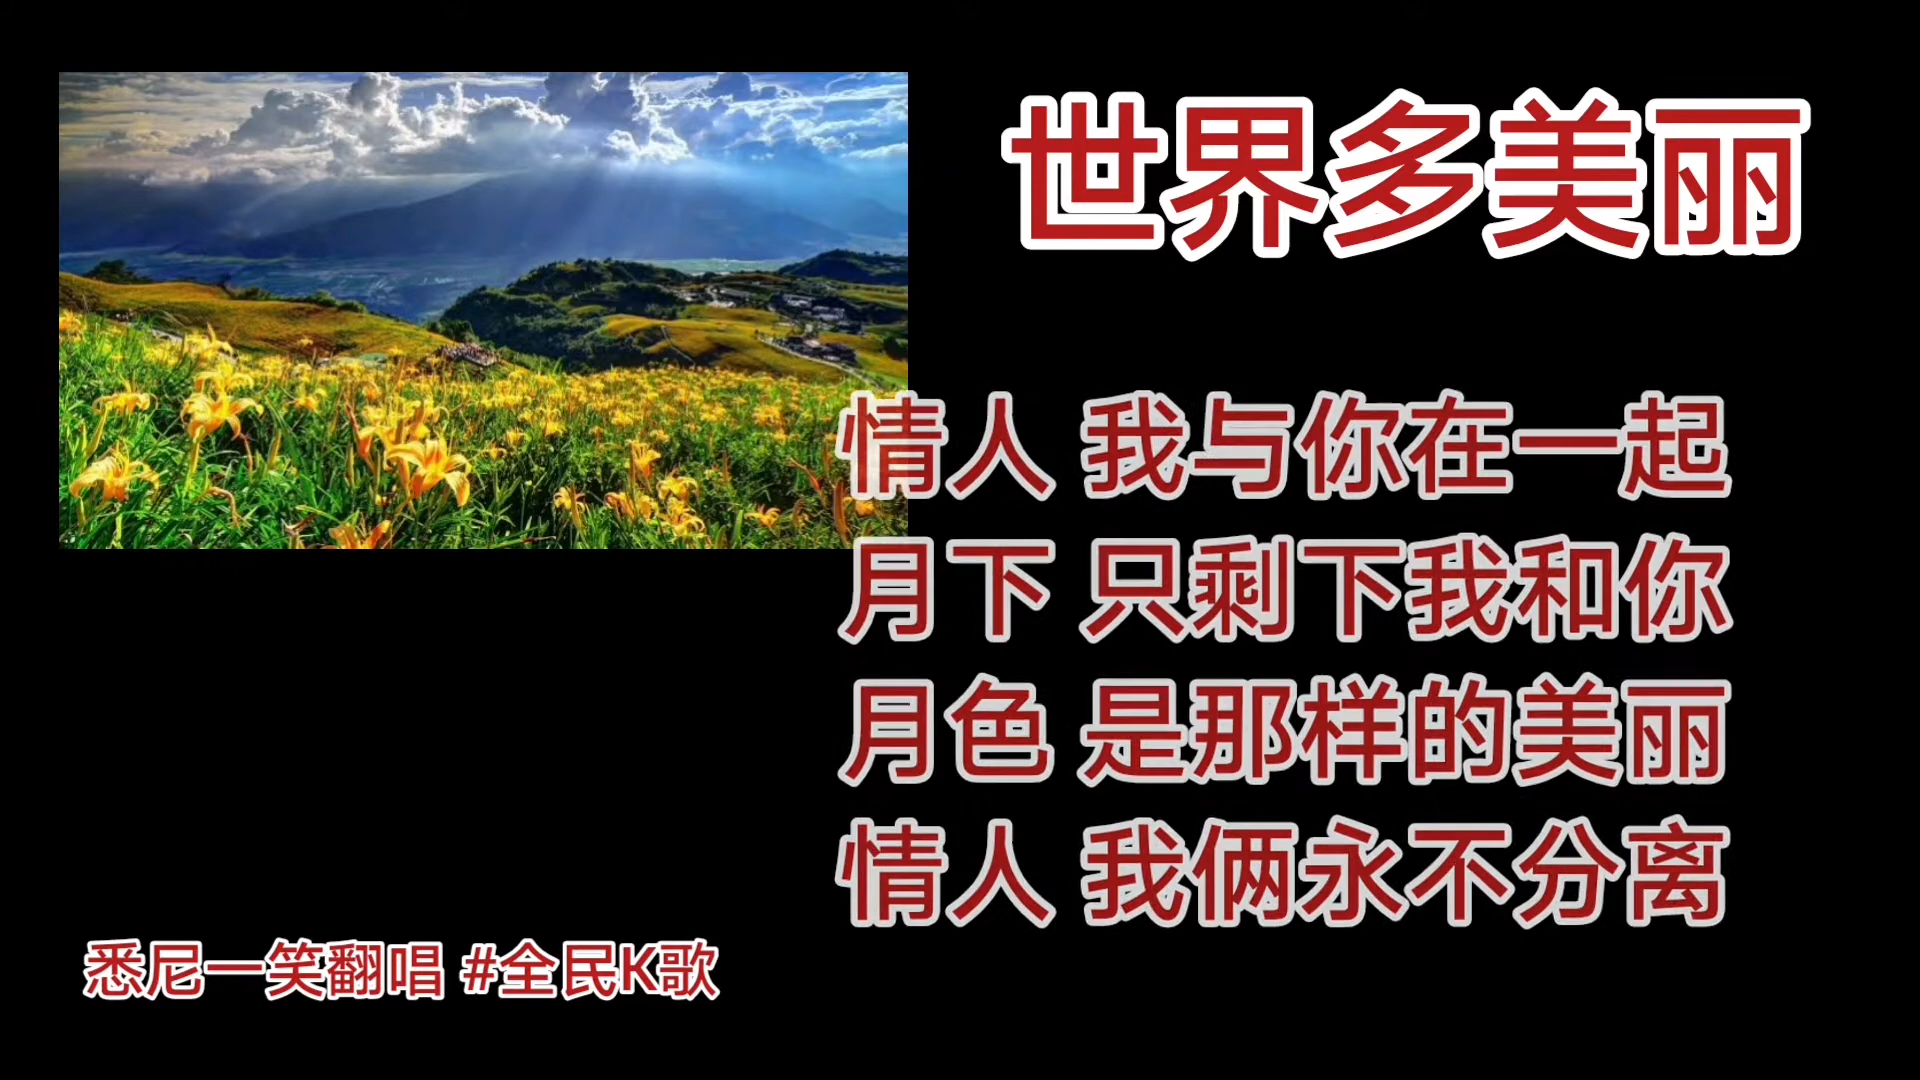 世界多美丽
情人 我与你在一起
月下 只剩下我和你
月色 是那样的美丽
情人 我俩永不分离
悉尼一笑翻唱 #全民K歌